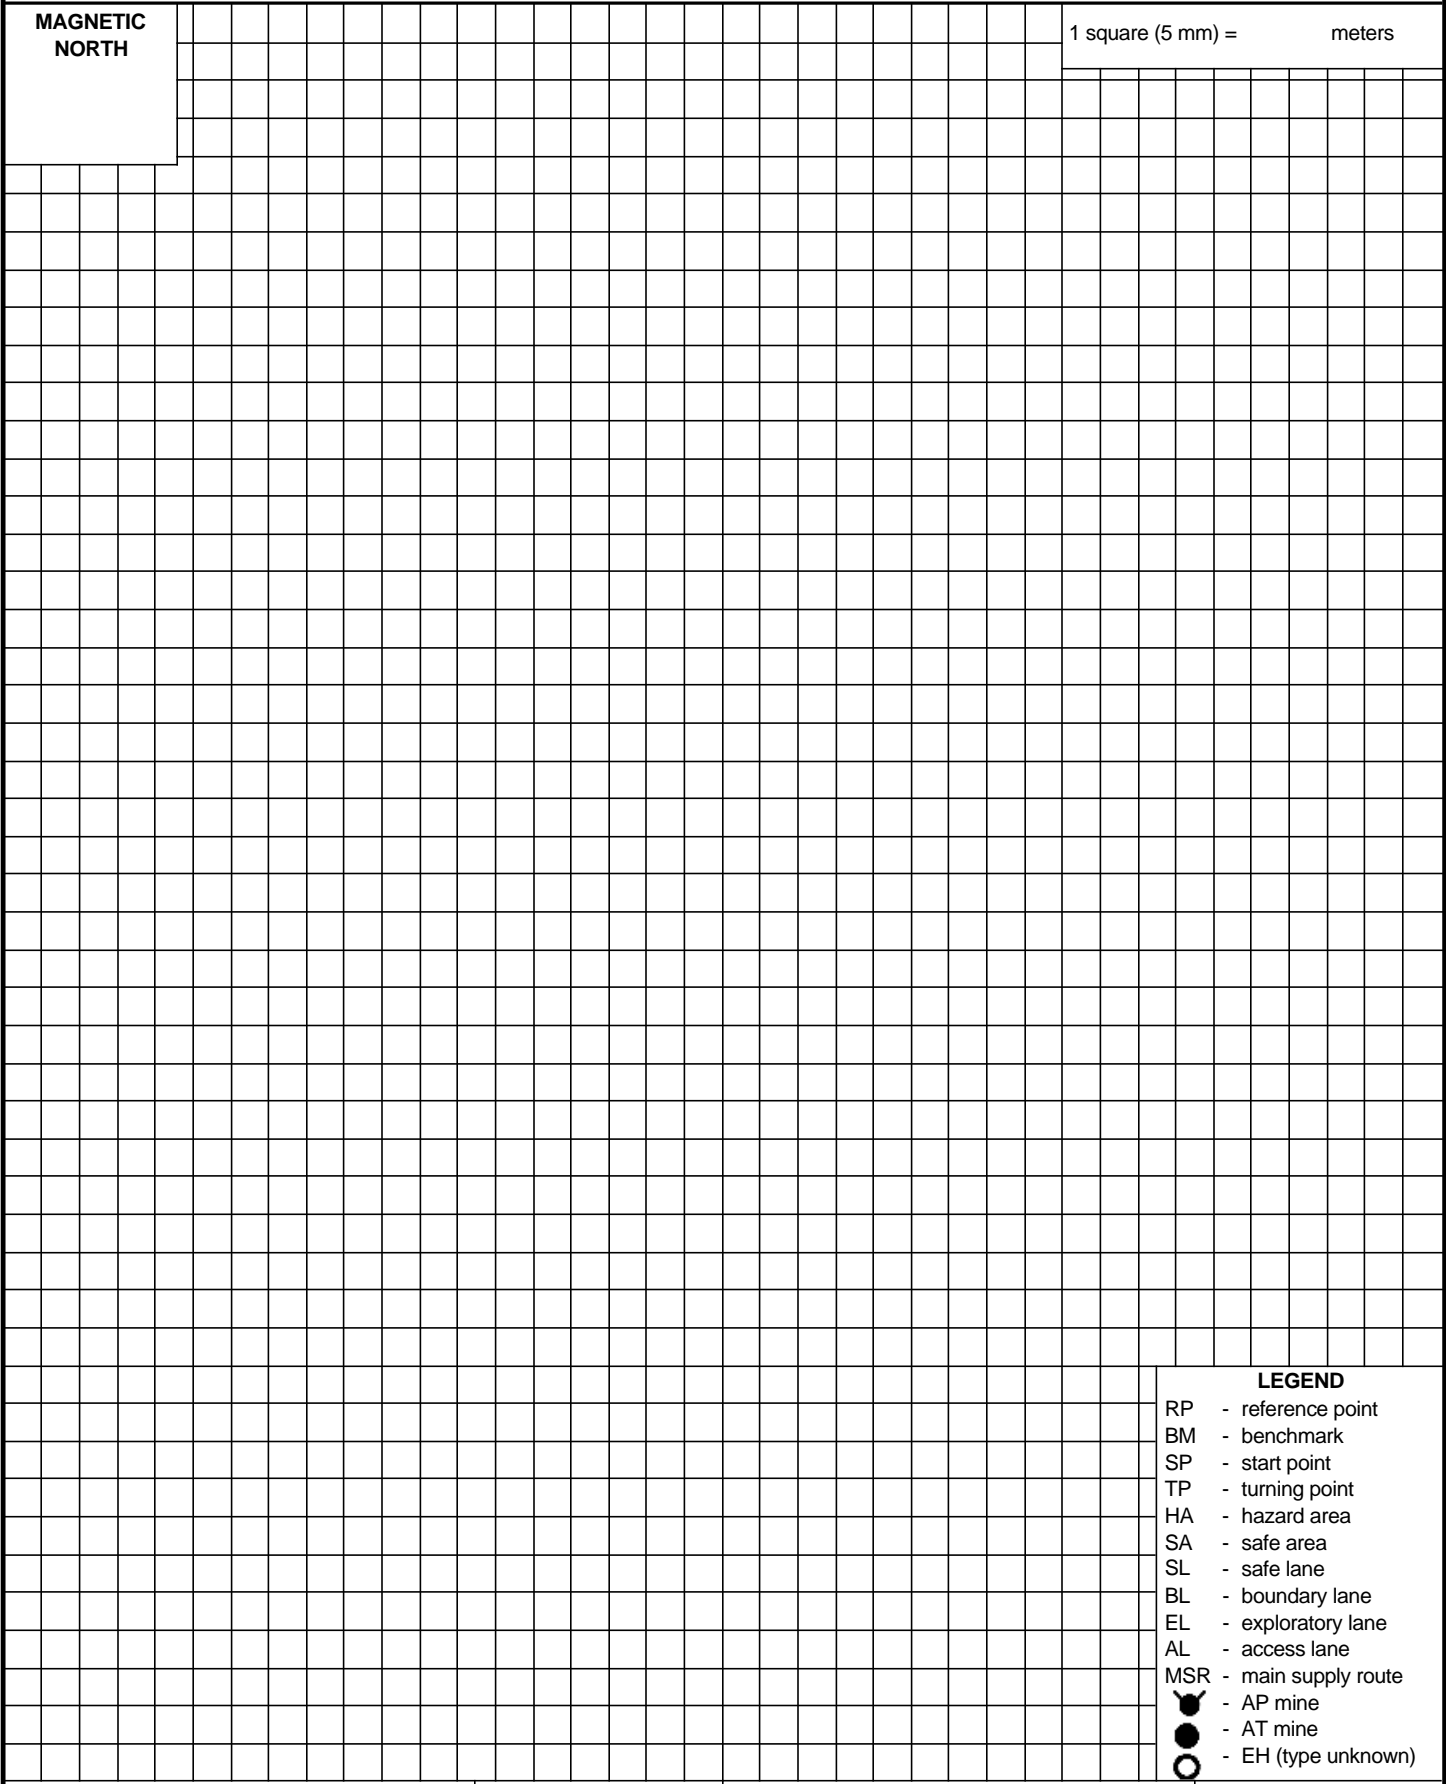 MAGNETIC
NORTH
1 square (5 mm) = meters
LEGEND
RP - reference point
BM - benchmark
SP - start point
TP - turning point
HA - hazard area
SA - safe area
SL - safe lane
BL - boundary lane
EL - exploratory lane
AL - access lane
MSR - main supply route
- AP mine
- AT mine
- EH (type unknown)